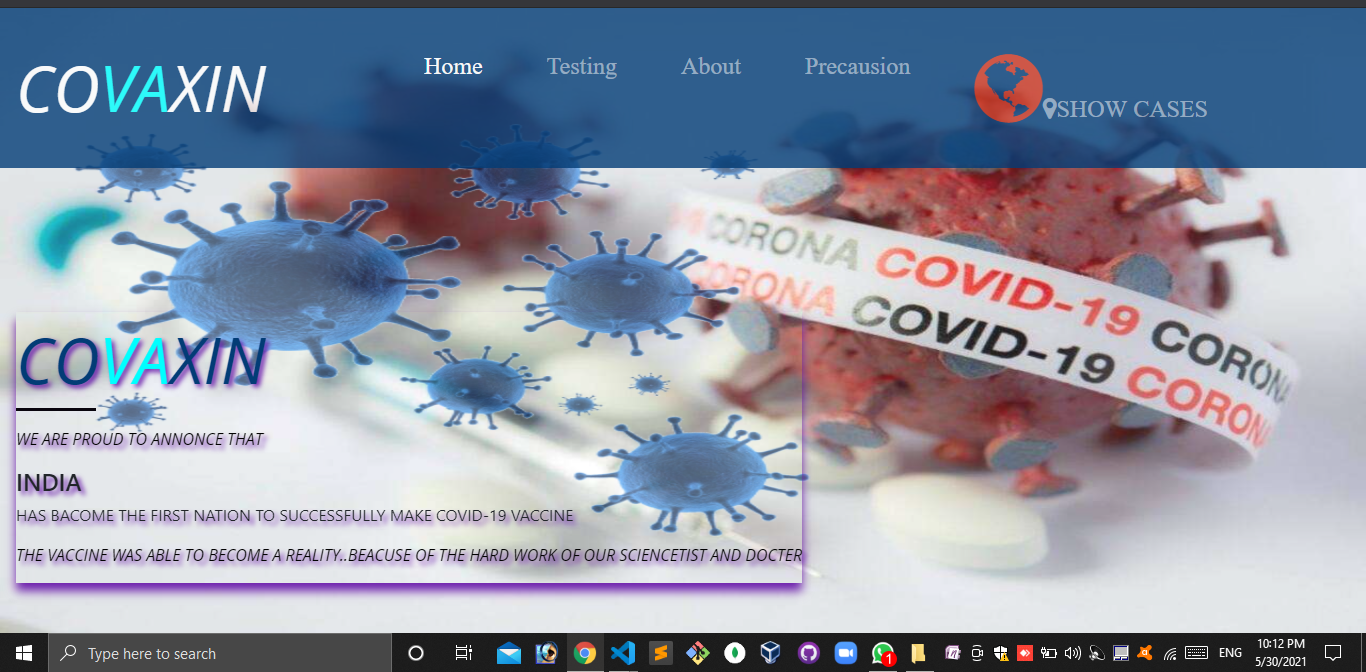 COVAXIN
Home Testing About Precausion
SHOW CASES
CORONA COVID-19 CORONA
CORONA COVID-19 CORONA
COVAXIN
WE ARE PROUD TO ANNONCE THAT
INDIA
HAS BACOME THE FIRST NATION TO SUCCESSFULLY MAKE COVID-19 VACCINE
THE VACCINE WAS ABLE TO BECOME A REALITY..BEACUSE OF THE HARD WORK OF OUR SCIENCETIST AND DOCTER
Type here to search
1
ENG
10:12 PM
5/30/2021